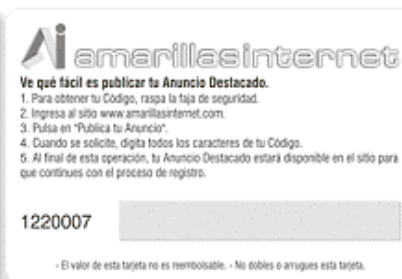 Ai amarillasinternet
Ve qué fácil es publicar tu Anuncio Destacado.
1. Para obtener tu Código, raspa la faja de seguridad.
2. Ingresa al sitio www.amarillasinternet.com.
3. Pulsa en "Publica tu Anuncio".
4. Cuando se solicite, digita todos los caracteres de tu Código.
5. Al final de esta operación, tu Anuncio Destacado estará disponible en el sitio para
que continues con el proceso de registro.
1220007
- El valor de esta tarjeta no es reembolsable. - No dobles o arrugues esta tarjeta.